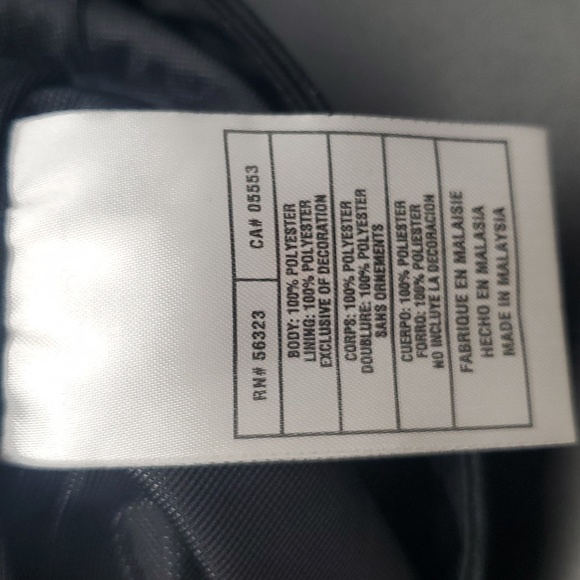 RN# 56323 CA# 05553
BODY: 100% POLYESTER
LINING: 100% POLYESTER
EXCLUSIVE OF DECORATION
CORPS: 100% POLYESTER
DOUBLURE: 100% POLYESTER
SANS ORNEMENTS
CUERPO: 100% POLIESTER
FORRO: 100% POLIESTER
NO INCLUYE LA DECORACION
FABRIQUE EN MALAISIE
HECHO EN MALASIA
MADE IN MALAYSIA